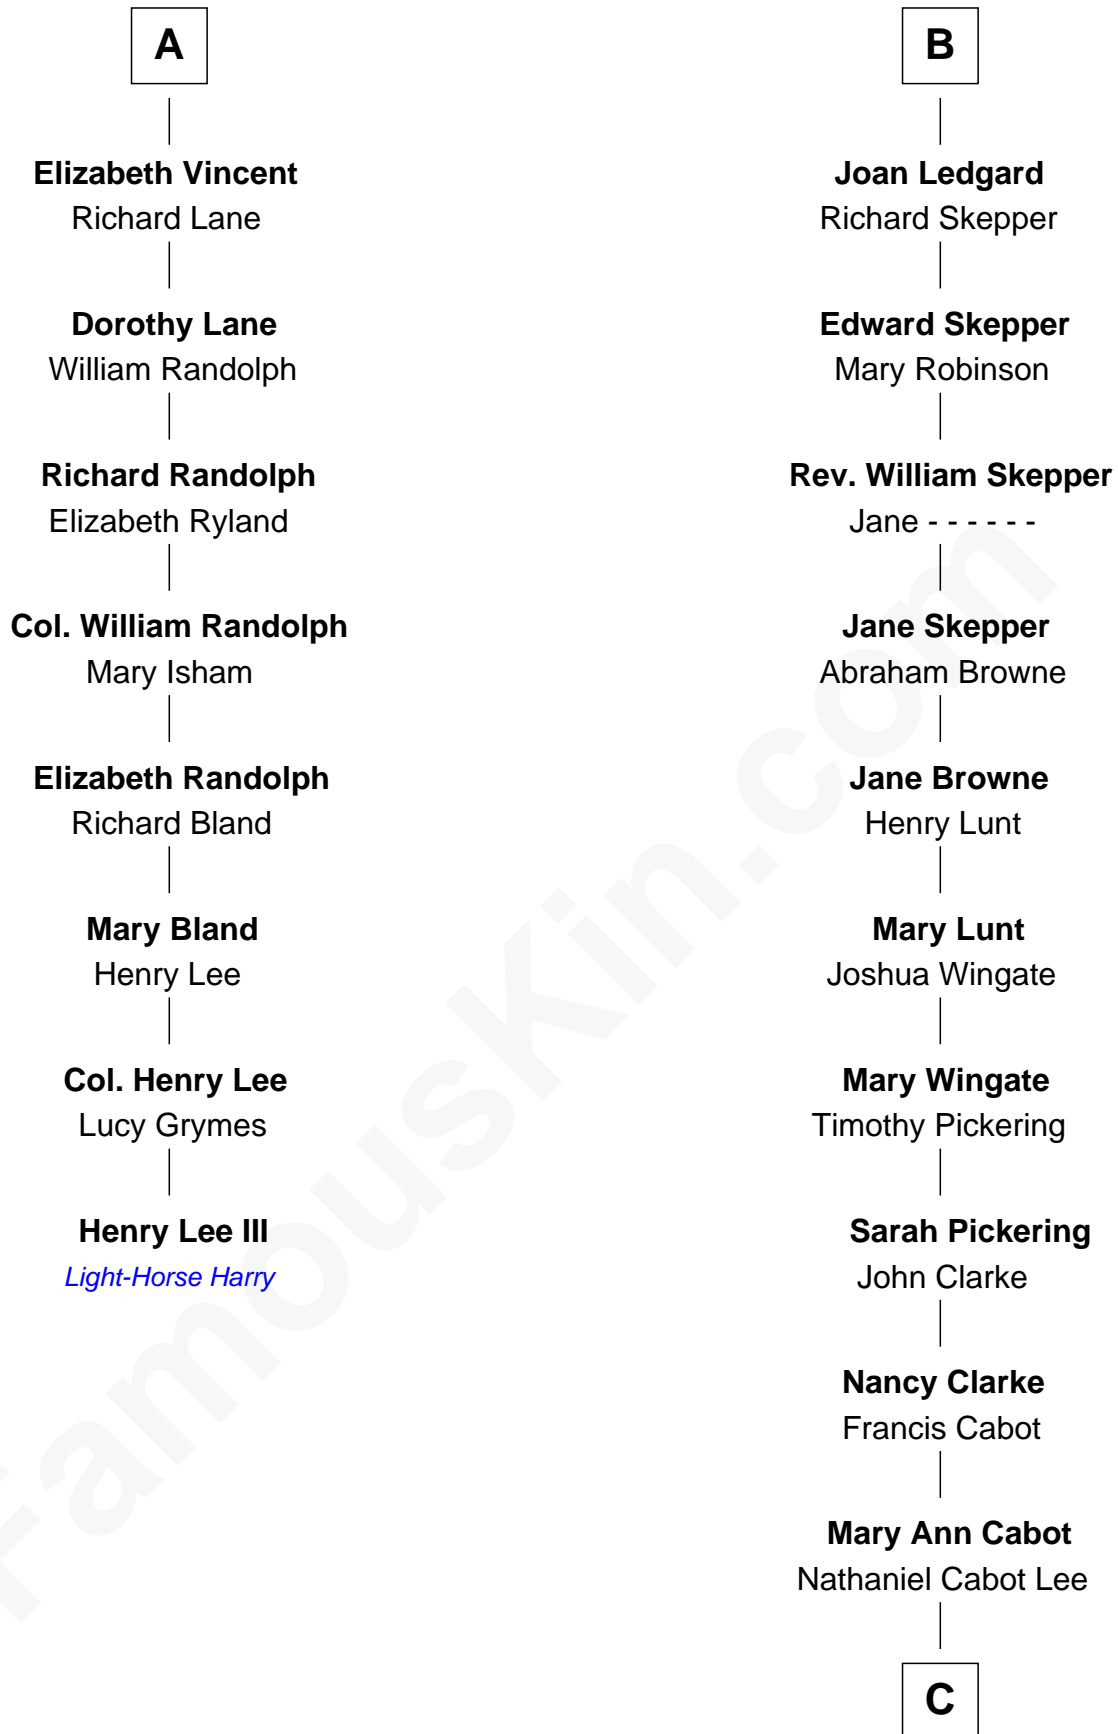 A
Elizabeth Vincent
Richard Lane
Dorothy Lane
William Randolph
Richard Randolph
Elizabeth Ryland
Col. William Randolph
Mary Isham
Elizabeth Randolph
Richard Bland
Mary Bland
Henry Lee
Col. Henry Lee
Lucy Grymes
Henry Lee III
Light-Horse Harry
B
Joan Ledgard
Richard Skepper
Edward Skepper
Mary Robinson
Rev. William Skepper
Jane - - - - - -
Jane Skepper
Abraham Browne
Jane Browne
Henry Lunt
Mary Lunt
Joshua Wingate
Mary Wingate
Timothy Pickering
Sarah Pickering
John Clarke
Nancy Clarke
Francis Cabot
Mary Ann Cabot
Nathaniel Cabot Lee
C
FamousKin.com